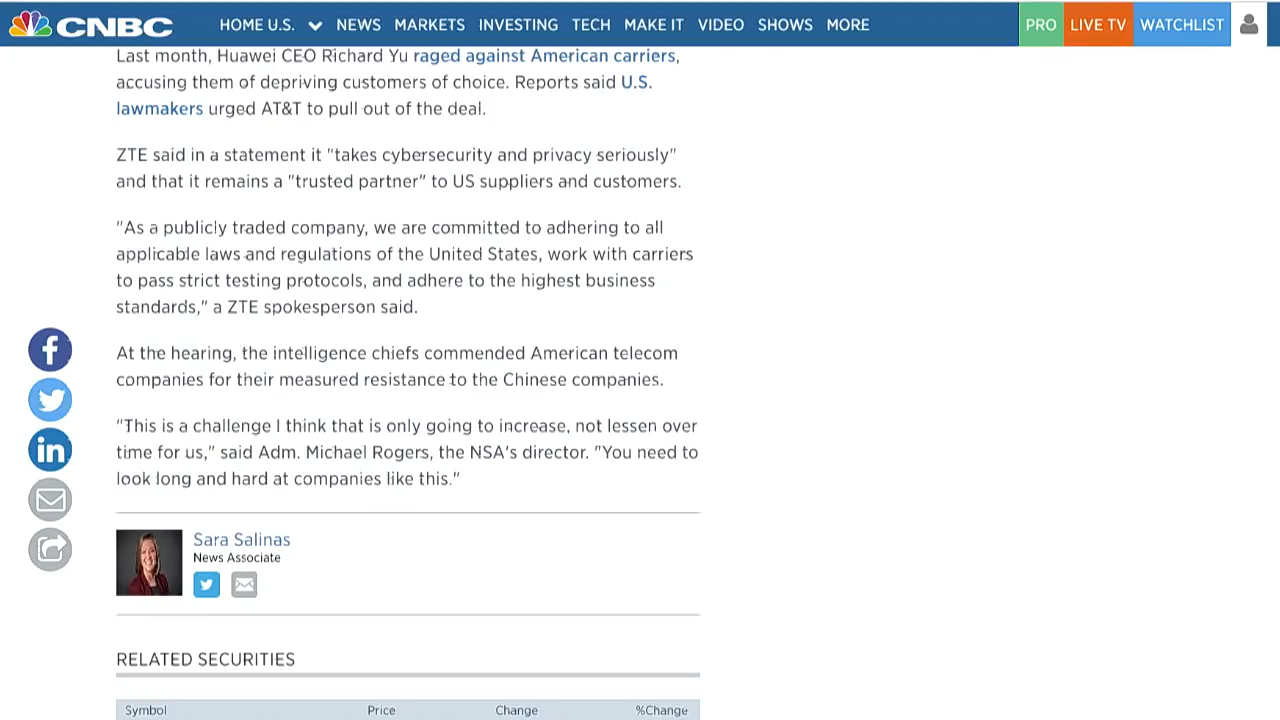 CNBC HOME U.S. NEWS MARKETS INVESTING TECH MAKE IT VIDEO SHOWS MORE PRO LIVE TV WATCHLIST
Last month, Huawei CEO Richard Yu raged against American carriers,
accusing them of depriving customers of choice. Reports said U.S.
lawmakers urged AT&T to pull out of the deal.
ZTE said in a statement it "takes cybersecurity and privacy seriously"
and that it remains a "trusted partner" to US suppliers and customers.
"As a publicly traded company, we are committed to adhering to all
applicable laws and regulations of the United States, work with carriers
to pass strict testing protocols, and adhere to the highest business
standards," a ZTE spokesperson said.
At the hearing, the intelligence chiefs commended American telecom
companies for their measured resistance to the Chinese companies.
"This is a challenge I think that is only going to increase, not lessen over
time for us," said Adm. Michael Rogers, the NSA's director. "You need to
look long and hard at companies like this."
Sara Salinas
News Associate
RELATED SECURITIES
Symbol Price Change %Change